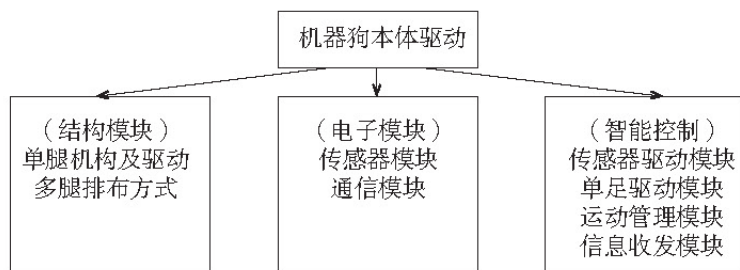 机器狗本体驱动
（结构模块）
单腿机构及驱动
多腿排布方式
（电子模块）
传感器模块
通信模块
（智能控制）
传感器驱动模块
单足驱动模块
运动管理模块
信息收发模块